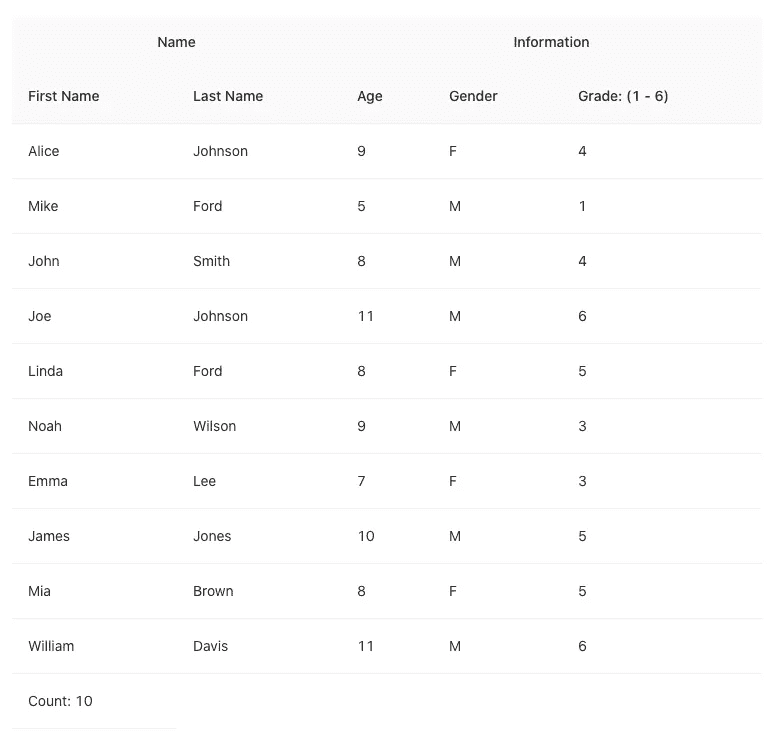 Name Information
First Name Last Name Age Gender Grade: (1 - 6)
Alice Johnson 9 F 4
Mike Ford 5 M 1
John Smith 8 M 4
Joe Johnson 11 M 6
Linda Ford 8 F 5
Noah Wilson 9 M 3
Emma Lee 7 F 3
James Jones 10 M 5
Mia Brown 8 F 5
William Davis 11 M 6
Count: 10